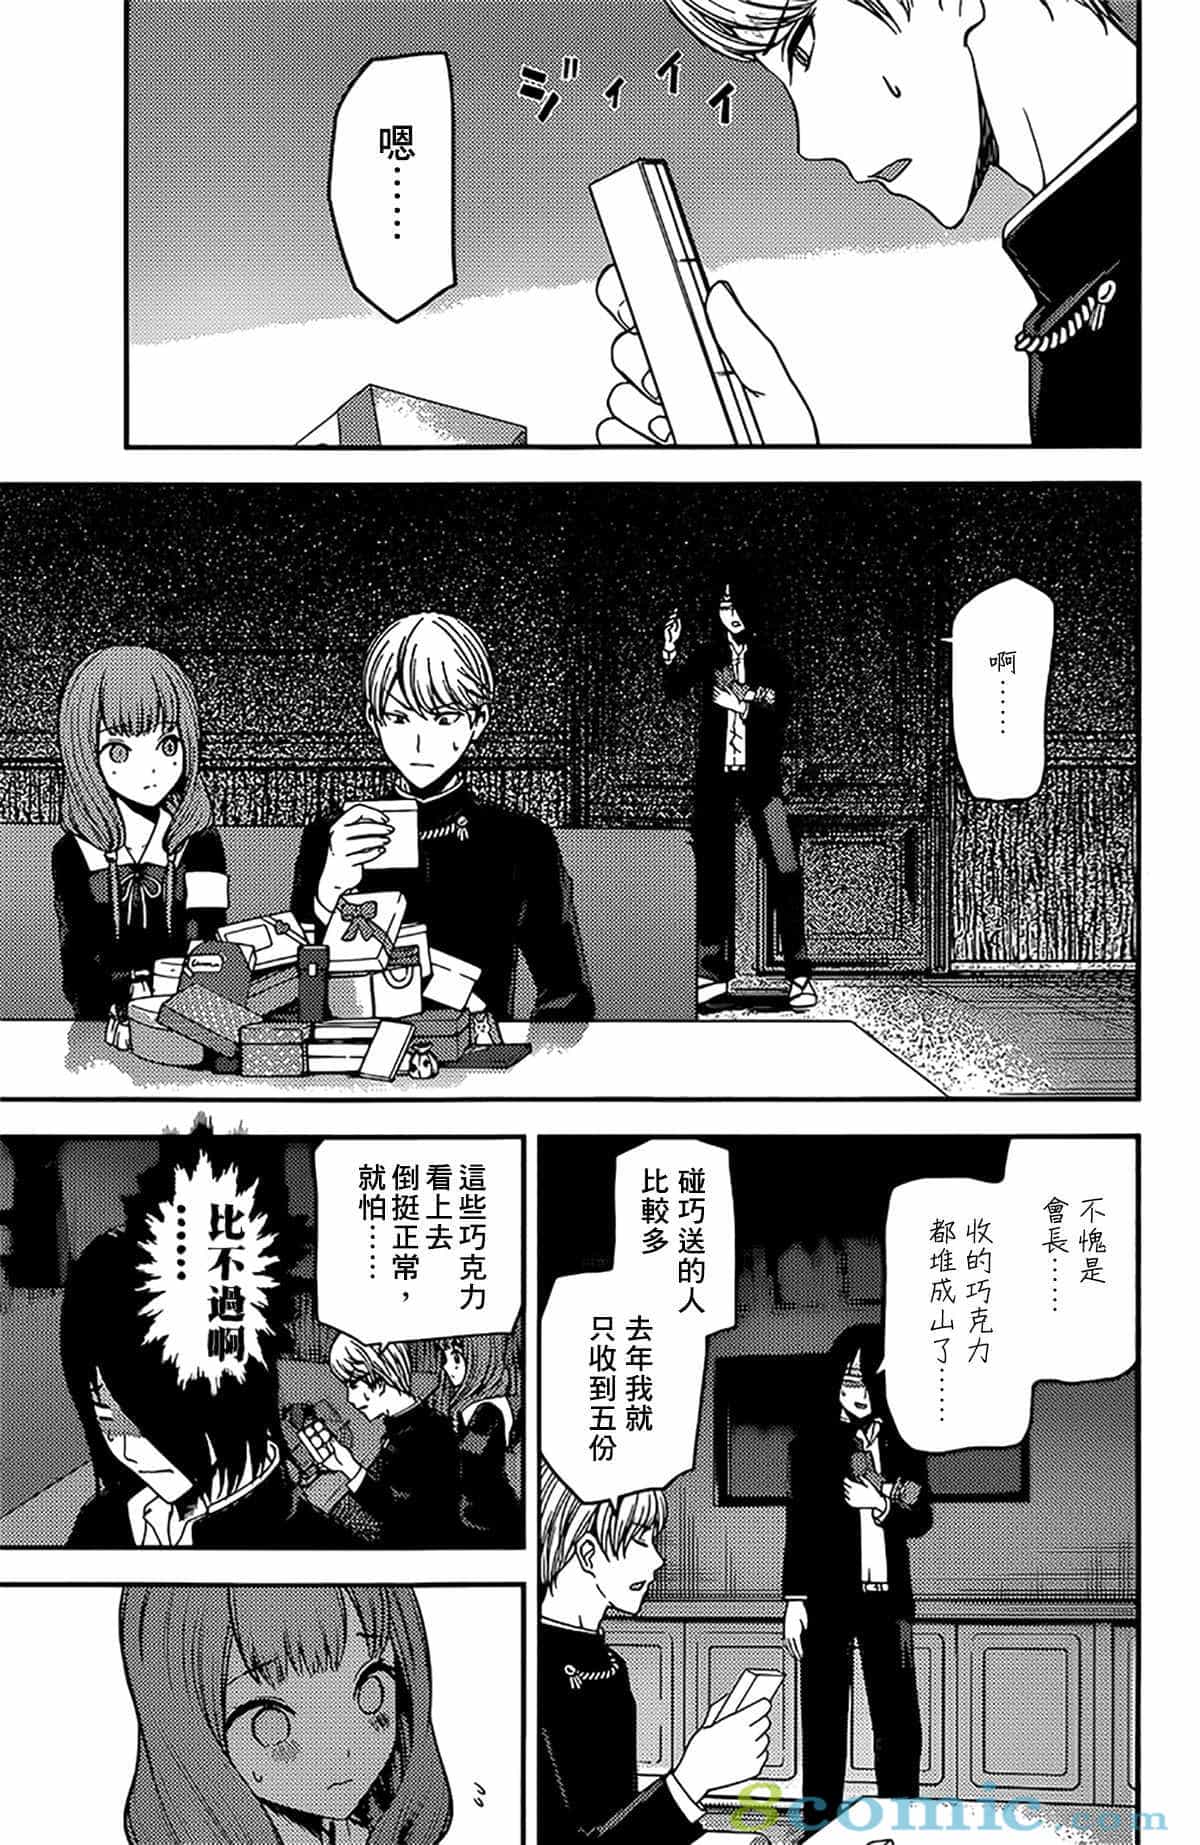 ジィイイ
嗯……
啊……
不愧是
會長……
收的巧克力
都堆成山了……
碰巧送的人
比較多
去年我就
只收到五份
這些巧克力
看上去
倒挺正常，
就怕……
比不過啊
……
8comic.com